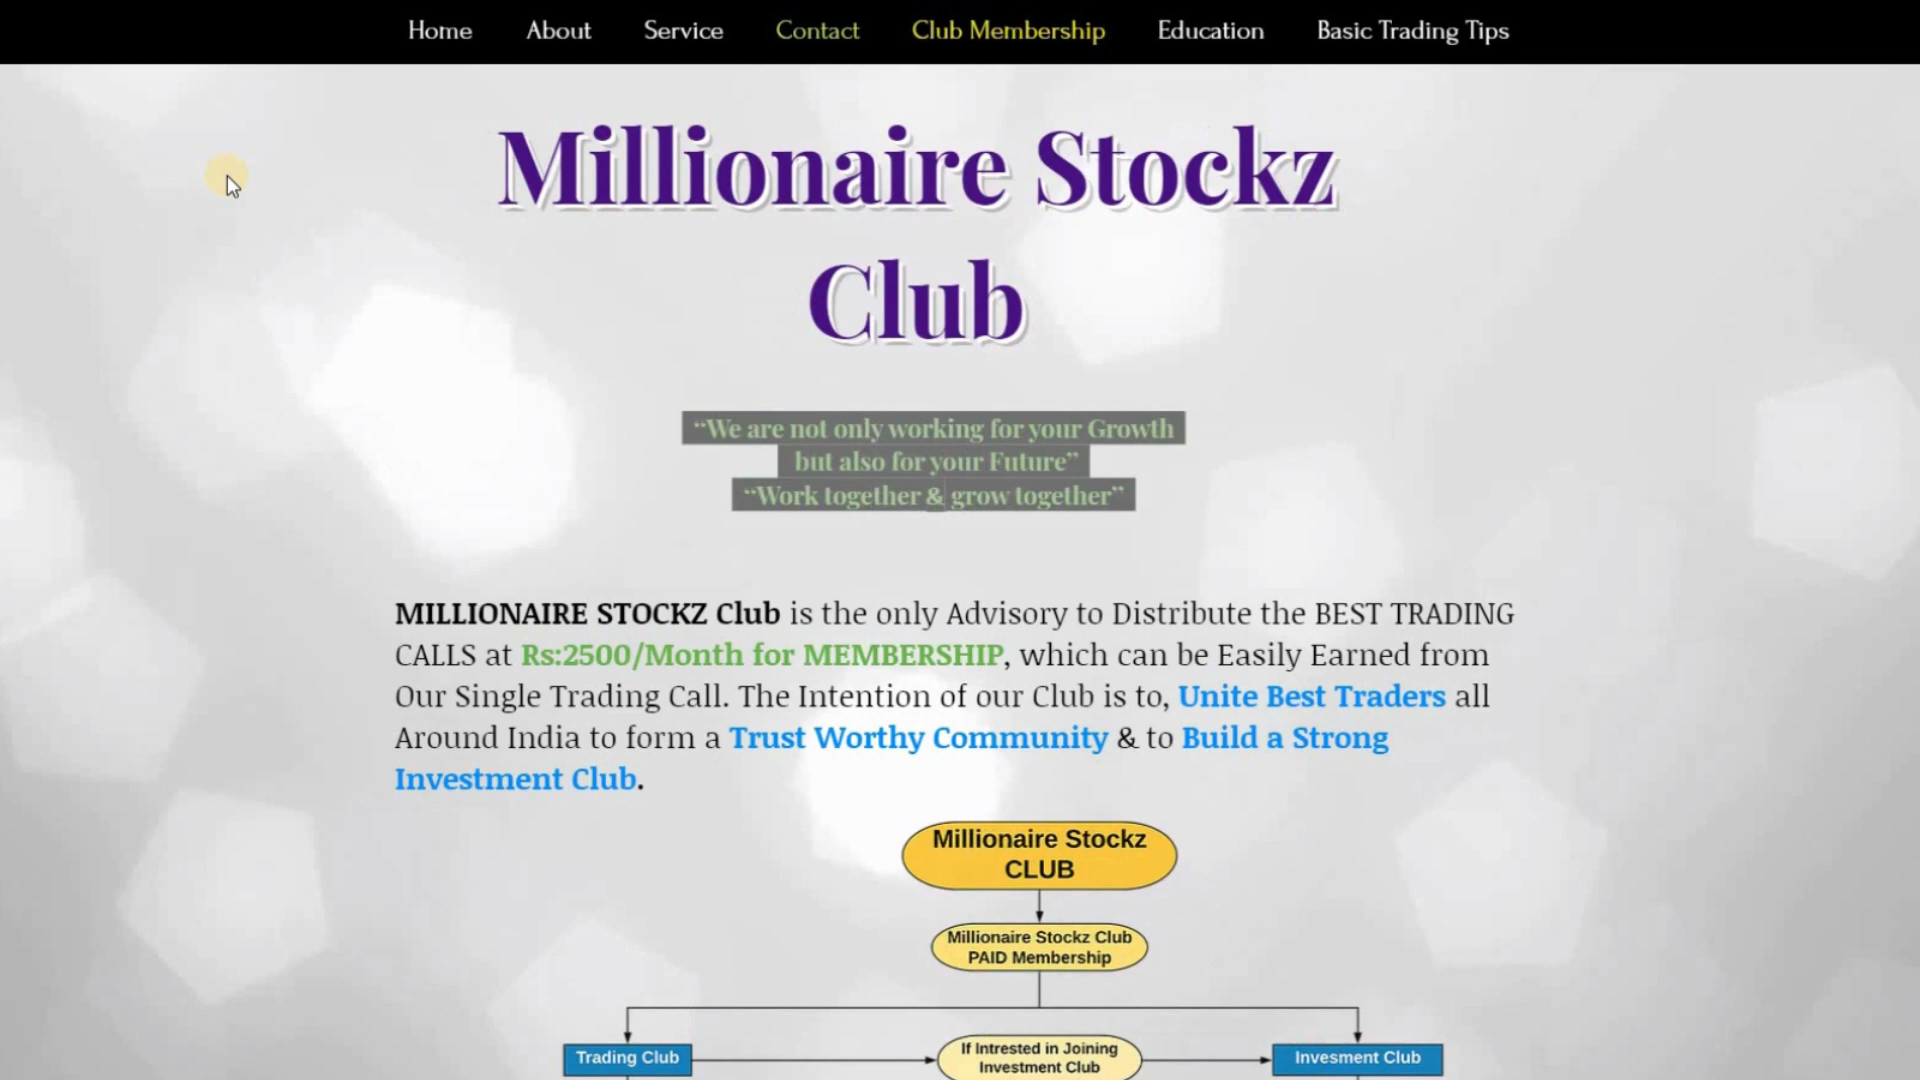 Home About Service Contact Club Membership Education Basic Trading Tips
Millionaire Stockz
Club
“We are not only working for your Growth
but also for your Future”
“Work together & grow together”
MILLIONAIRE STOCKZ Club is the only Advisory to Distribute the BEST TRADING
CALLS at Rs:2500/Month for MEMBERSHIP, which can be Easily Earned from
Our Single Trading Call. The Intention of our Club is to, Unite Best Traders all
Around India to form a Trust Worthy Community & to Build a Strong
Investment Club.
Millionaire Stockz
CLUB
Millionaire Stockz Club
PAID Membership
Trading Club
If Intrested in Joining
Investment Club
Invesment Club